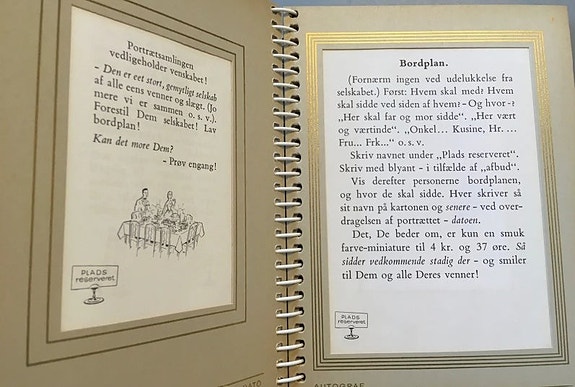 Portrætsamlingen
vedligeholder venskabet!
- Den er eet stort, gemytligt selskab
af alle eens venner og slægt. (Jo
mere vi er sammen o. s. v.).
Forestil Dem selskabet! Lav
bordplan!
Kan det more Dem?
- Prøv engang!
PLADS
reserveret
Bordplan.
(Fornærm ingen ved udelukkelse fra
selskabet.) Først: Hvem skal med? Hvem
skal sidde ved siden af hvem? - Og hvor -?
„Her skal far og mor sidde“. „Her vært
og værtinde“. „Onkel... Kusine, Hr. ...
Fru... Frk...“ o. s. v.
Skriv navnet under „Plads reserveret“.
Skriv med blyant - i tilfælde af „afbud“.
Vis derefter personerne bordplanen,
og hvor de skal sidde. Hver skriver så
sit navn på kartonen og senere - ved over-
dragelsen af portrættet - datoen.
Det, De beder om, er kun en smuk
farve-miniature til 4 kr. og 37 øre. Så
sidder vedkommende stadig der - og smiler
til Dem og alle Deres venner!
PLADS
reserveret
AUTOGRAF